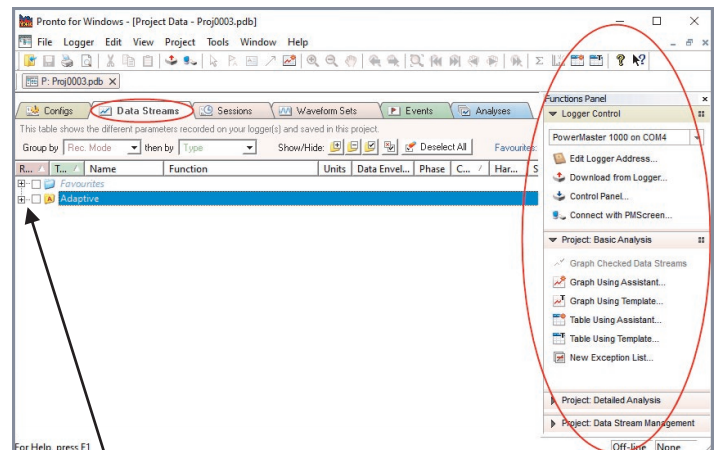 Pronto for Windows - [Project Data - Proj0003.pdb]
File Logger Edit View Project Tools Window Help
P: Proj0003.pdb
Functions Panel
Configs Data Streams Sessions Waveform Sets Events Analyses
Logger Control
This table shows the different parameters recorded on your logger(s) and saved in this project.
PowerMaster 1000 on COM4
Group by Rec. Mode then by Type Show/Hide: Deselect All Favourites:
Edit Logger Address...
R... T... Name Function Units Data Envel... Phase C... Har... S
Download from Logger...
Favourites
Control Panel...
Adaptive
Connect with PMScreen...
Project: Basic Analysis
Graph Checked Data Streams
Graph Using Assistant...
Graph Using Template...
Table Using Assistant...
Table Using Template...
New Exception List...
Project: Detailed Analysis
Project: Data Stream Management
For Help, press F1
Off-line None